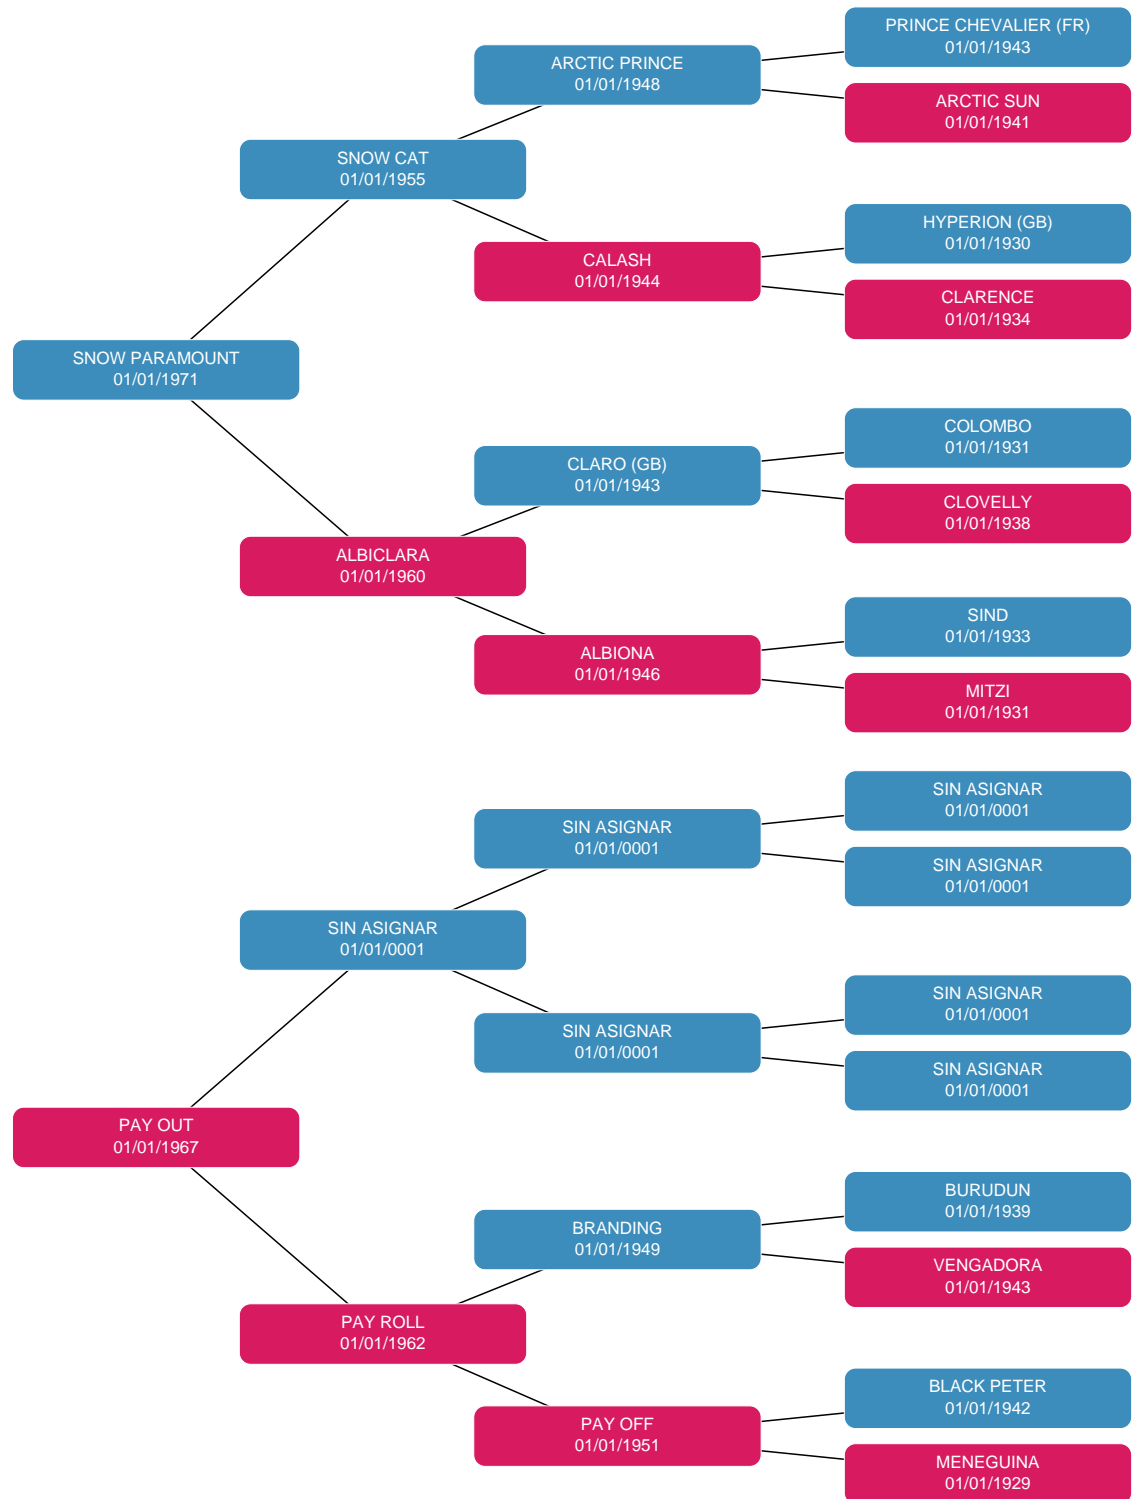 PRINCE CHEVALIER (FR)
01/01/1943
ARCTIC PRINCE
01/01/1948
ARCTIC SUN
01/01/1941
SNOW CAT
01/01/1955
HYPERION (GB)
01/01/1930
CALASH
01/01/1944
CLARENCE
01/01/1934
SNOW PARAMOUNT
01/01/1971
COLOMBO
01/01/1931
CLARO (GB)
01/01/1943
CLOVELLY
01/01/1938
ALBICLARA
01/01/1960
SIND
01/01/1933
ALBIONA
01/01/1946
MITZI
01/01/1931
SIN ASIGNAR
01/01/0001
SIN ASIGNAR
01/01/0001
SIN ASIGNAR
01/01/0001
SIN ASIGNAR
01/01/0001
SIN ASIGNAR
01/01/0001
SIN ASIGNAR
01/01/0001
SIN ASIGNAR
01/01/0001
PAY OUT
01/01/1967
BURUDUN
01/01/1939
BRANDING
01/01/1949
VENGADORA
01/01/1943
PAY ROLL
01/01/1962
BLACK PETER
01/01/1942
PAY OFF
01/01/1951
MENEGUINA
01/01/1929